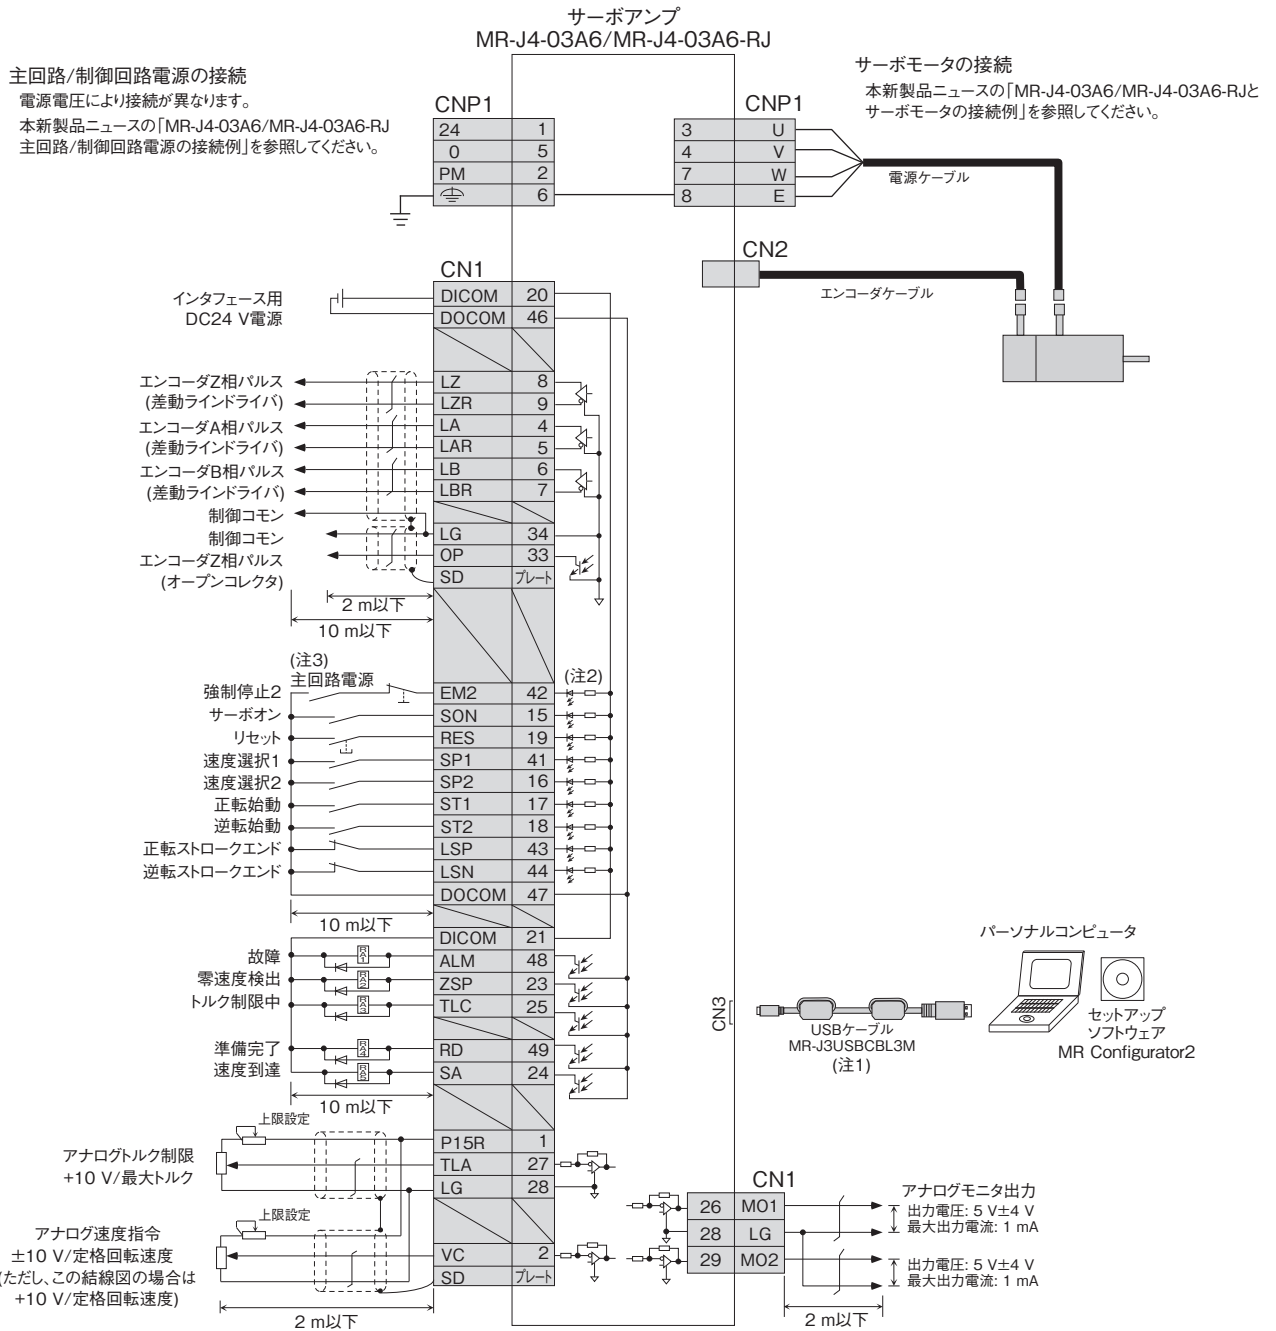 サーボアンプ
MR-J4-03A6/MR-J4-03A6-RJ
主回路/制御回路電源の接続
電源電圧により接続が異なります。
本新製品ニュースの「MR-J4-03A6/MR-J4-03A6-RJ
主回路/制御回路電源の接続例」を参照してください。
サーボモータの接続
本新製品ニュースの「MR-J4-03A6/MR-J4-03A6-RJと
サーボモータの接続例」を参照してください。
CNP1
24 1
0 5
PM 2
6
CNP1
3 U
4 V
7 W
8 E
電源ケーブル
CN2
エンコーダケーブル
CN1
インタフェース用
DC24 V電源
DICOM 20
DOCOM 46
エンコーダZ相パルス
(差動ラインドライバ)
LZ 8
LZR 9
エンコーダA相パルス
(差動ラインドライバ)
LA 4
LAR 5
エンコーダB相パルス
(差動ラインドライバ)
LB 6
LBR 7
制御コモン
制御コモン
LG 34
エンコーダZ相パルス
(オープンコレクタ)
OP 33
SD プレート
2 m以下
10 m以下
(注3)
主回路電源
(注2)
強制停止2 EM2 42
サーボオン SON 15
リセット RES 19
速度選択1 SP1 41
速度選択2 SP2 16
正転始動 ST1 17
逆転始動 ST2 18
正転ストロークエンド LSP 43
逆転ストロークエンド LSN 44
DOCOM 47
10 m以下
DICOM 21
故障 RA1 ALM 48
零速度検出 RA2 ZSP 23
トルク制限中 RA3 TLC 25
準備完了 RA4 RD 49
速度到達 RA5 SA 24
10 m以下
CN3
USBケーブル
MR-J3USBCBL3M
(注1)
パーソナルコンピュータ
セットアップ
ソフトウェア
MR Configurator2
上限設定
アナログトルク制限
+10 V/最大トルク
P15R 1
TLA 27
LG 28
上限設定
アナログ速度指令
±10 V/定格回転速度
(ただし、この結線図の場合は
+10 V/定格回転速度)
VC 2
SD プレート
2 m以下
CN1
26 MO1
28 LG
29 MO2
アナログモニタ出力
出力電圧: 5 V±4 V
最大出力電流: 1 mA
出力電圧: 5 V±4 V
最大出力電流: 1 mA
2 m以下